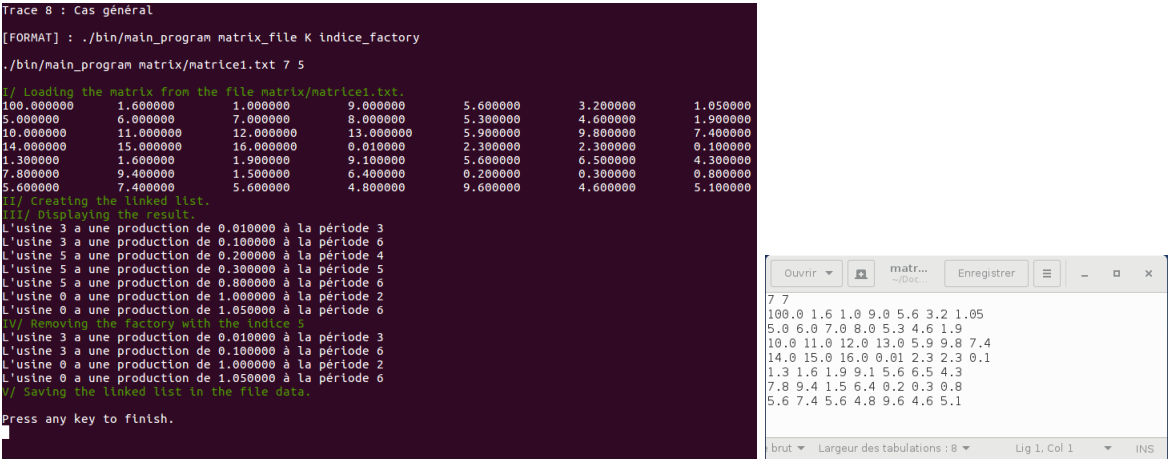 Trace 8 : Cas général
[FORMAT] : ./bin/main_program matrix_file K indice_factory
./bin/main_program matrix/matrice1.txt 7 5
I/ Loading the matrix from the file matrix/matrice1.txt.
100.000000 1.600000 1.000000 9.000000 5.600000 3.200000 1.050000
5.000000 6.000000 7.000000 8.000000 5.300000 4.600000 1.900000
10.000000 11.000000 12.000000 13.000000 5.900000 9.800000 7.400000
14.000000 15.000000 16.000000 0.010000 2.300000 2.300000 0.100000
1.300000 1.600000 1.900000 9.100000 5.600000 6.500000 4.300000
7.800000 9.400000 1.500000 6.400000 0.200000 0.300000 0.800000
5.600000 7.400000 5.600000 4.800000 9.600000 4.600000 5.100000
II/ Creating the linked list.
III/ Displaying the result.
L'usine 3 a une production de 0.010000 à la période 3
L'usine 3 a une production de 0.100000 à la période 6
L'usine 5 a une production de 0.200000 à la période 4
L'usine 5 a une production de 0.300000 à la période 5
L'usine 5 a une production de 0.800000 à la période 6
L'usine 0 a une production de 1.000000 à la période 2
L'usine 0 a une production de 1.050000 à la période 6
IV/ Removing the factory with the indice 5
L'usine 3 a une production de 0.010000 à la période 3
L'usine 3 a une production de 0.100000 à la période 6
L'usine 0 a une production de 1.000000 à la période 2
L'usine 0 a une production de 1.050000 à la période 6
V/ Saving the linked list in the file data.
Press any key to finish.
Ouvrir matr... Enregistrer
~/Doc...
7 7
100.0 1.6 1.0 9.0 5.6 3.2 1.05
5.0 6.0 7.0 8.0 5.3 4.6 1.9
10.0 11.0 12.0 13.0 5.9 9.8 7.4
14.0 15.0 16.0 0.01 2.3 2.3 0.1
1.3 1.6 1.9 9.1 5.6 6.5 4.3
7.8 9.4 1.5 6.4 0.2 0.3 0.8
5.6 7.4 5.6 4.8 9.6 4.6 5.1
brut Largeur des tabulations : 8 Lig 1, Col 1 INS